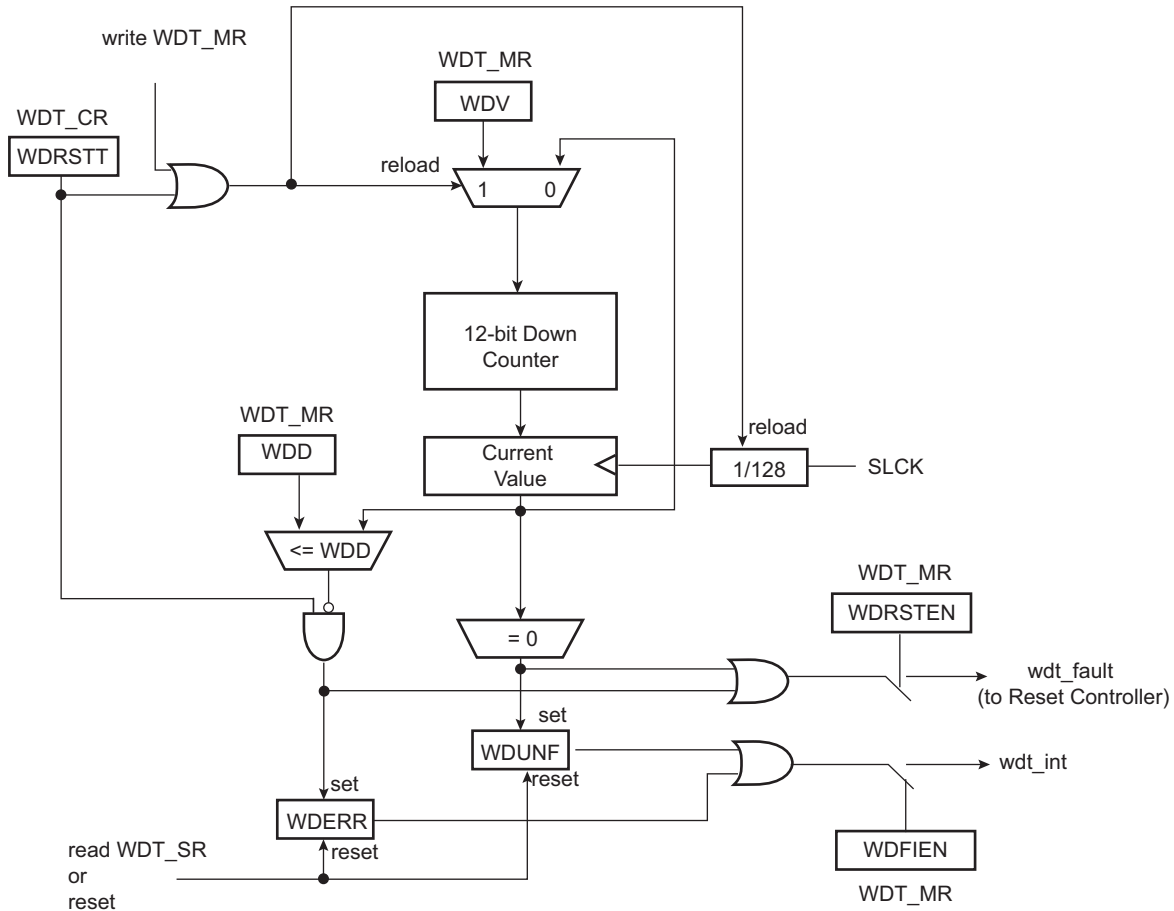 write WDT_MR
WDT_MR
WDV
WDT_CR
WDRSTT
reload
1 0
12-bit Down
Counter
WDT_MR
WDD
Current
Value
reload
1/128
SLCK
<= WDD
WDT_MR
WDRSTEN
= 0
wdt_fault
(to Reset Controller)
set
WDUNF
reset
wdt_int
set
WDERR
reset
read WDT_SR
or
reset
WDFIEN
WDT_MR